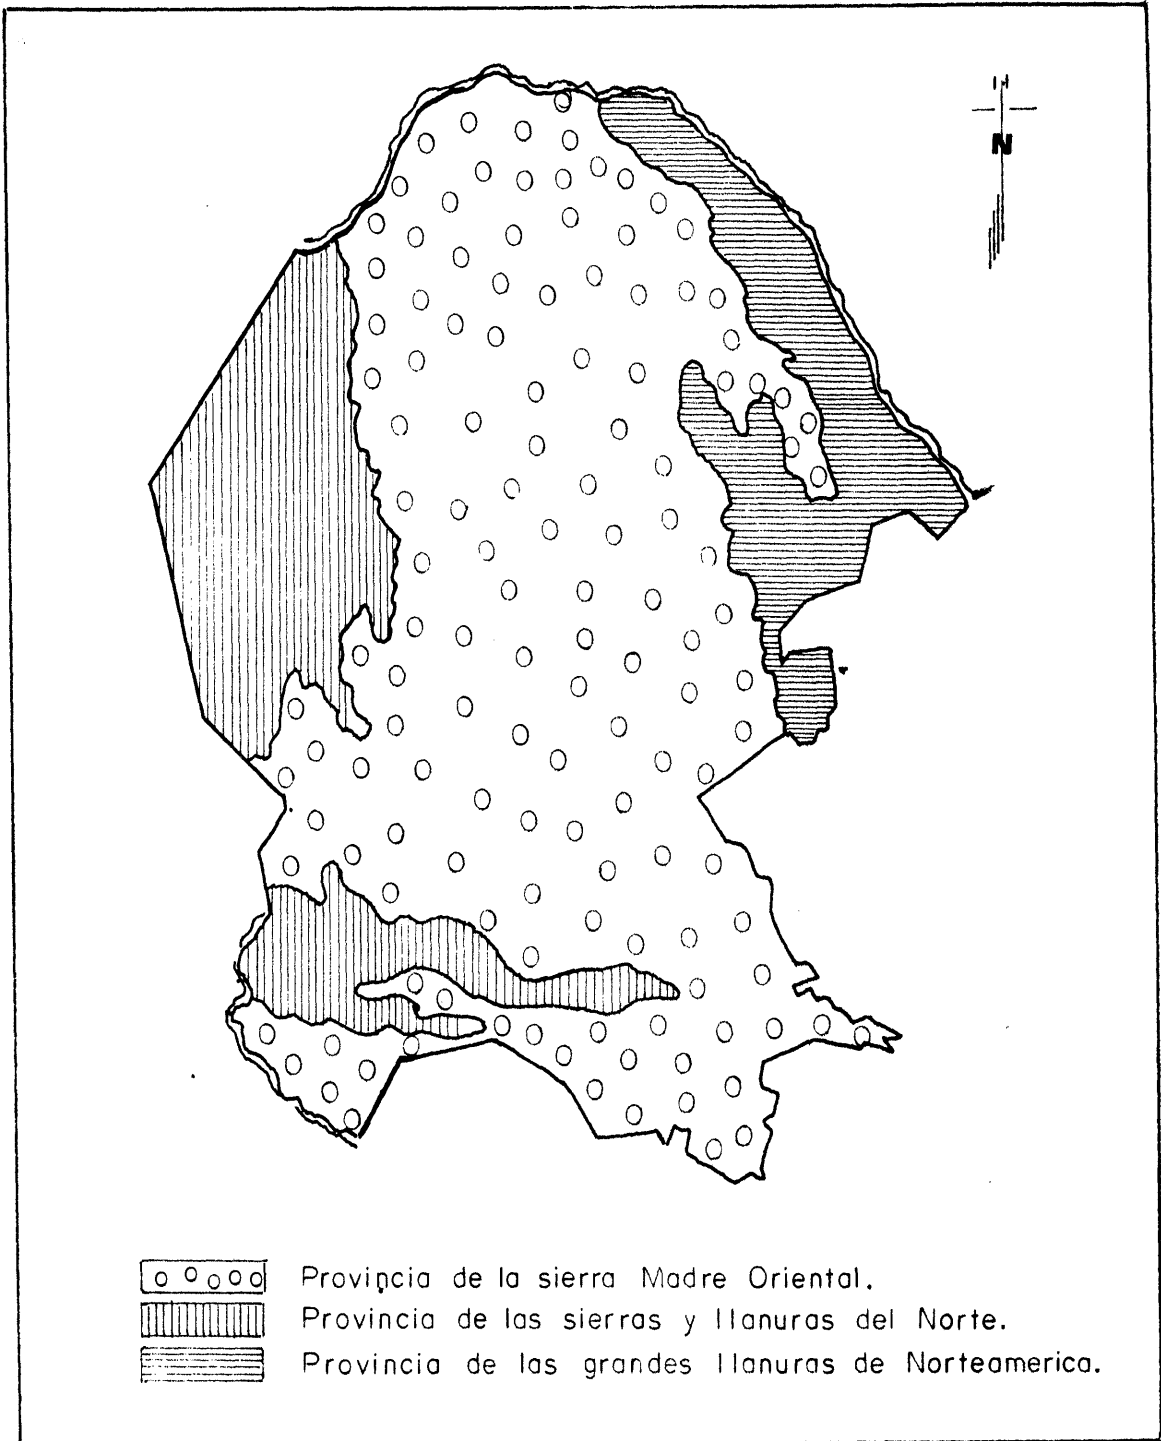 N
Provincia de la sierra Madre Oriental.
Provincia de las sierras y llanuras del Norte.
Provincia de las grandes llanuras de Norteamerica.